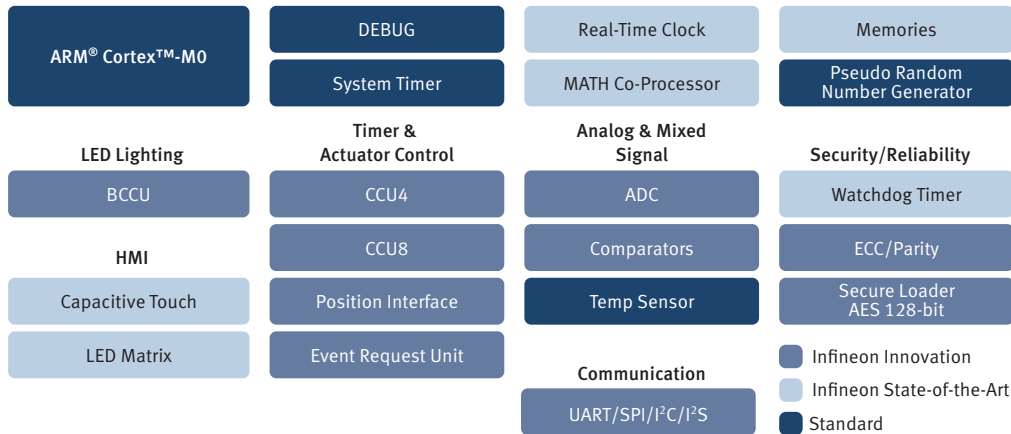 ARM® Cortex™-M0
DEBUG
Real-Time Clock
Memories
System Timer
MATH Co-Processor
Pseudo Random
Number Generator
LED Lighting
Timer &
Actuator Control
Analog & Mixed
Signal
Security/Reliability
BCCU
CCU4
ADC
Watchdog Timer
HMI
CCU8
Comparators
ECC/Parity
Capacitive Touch
Position Interface
Temp Sensor
Secure Loader
AES 128-bit
LED Matrix
Event Request Unit
Communication
UART/SPI/I²C/I²S
Infineon Innovation
Infineon State-of-the-Art
Standard